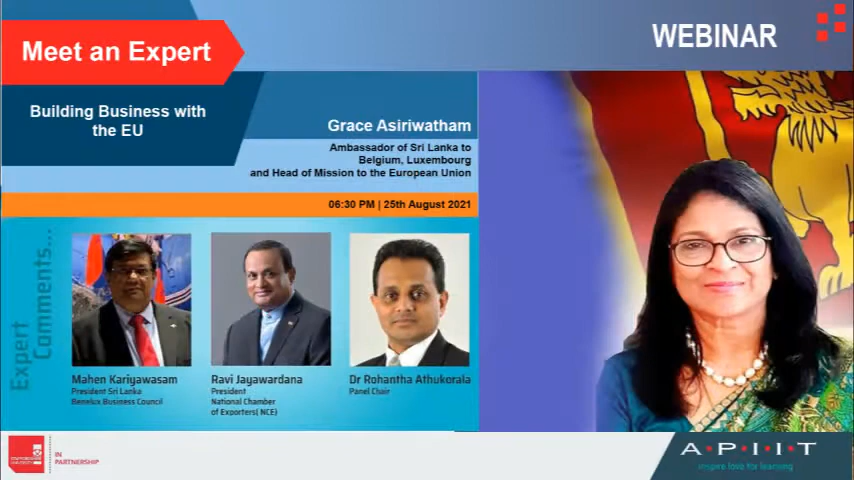 Meet an Expert
WEBINAR
Building Business with
the EU
Grace Asiriwatham
Ambassador of Sri Lanka to
Belgium, Luxembourg
and Head of Mission to the European Union
06:30 PM | 25th August 2021
Expert
Comments...
Mahen Kariyawasam
President Sri Lanka
Benelux Business Council
Ravi Jayawardana
President
National Chamber
of Exporters( NCE)
Dr Rohantha Athukorala
Panel Chair
STAFFORDSHIRE
UNIVERSITY
IN
PARTNERSHIP
A·P·I·I·T
inspire love for learning